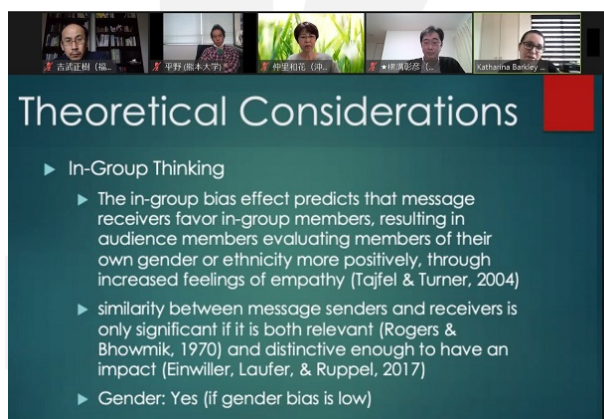 吉武正樹（福...
平野(熊本大学)
仲里和花（沖...
★横溝彰彦（...
Katharina Barkley ...
Theoretical Considerations
In-Group Thinking
The in-group bias effect predicts that message
receivers favor in-group members, resulting in
audience members evaluating members of their
own gender or ethnicity more positively, through
increased feelings of empathy (Tajfel & Turner, 2004)
similarity between message senders and receivers is
only significant if it is both relevant (Rogers &
Bhowmik, 1970) and distinctive enough to have an
impact (Einwiller, Laufer, & Ruppel, 2017)
Gender: Yes (if gender bias is low)